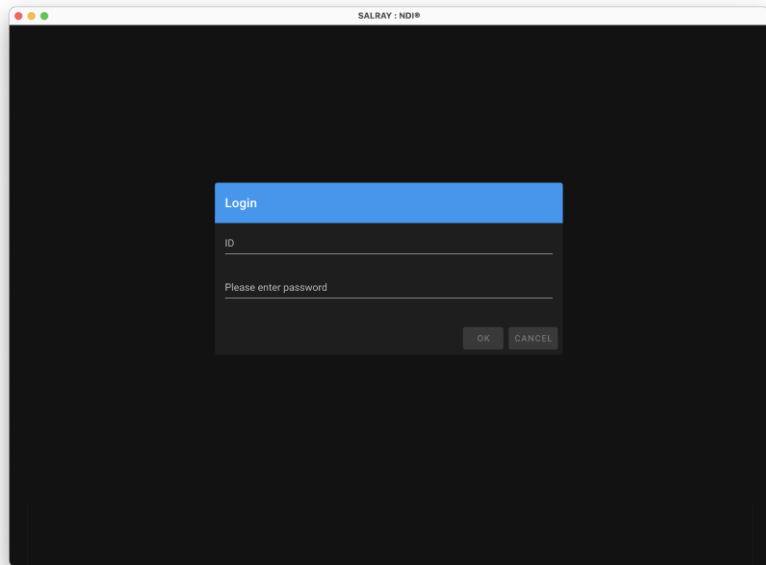 SALRAY : NDI®
Login
ID
Please enter password
OK CANCEL